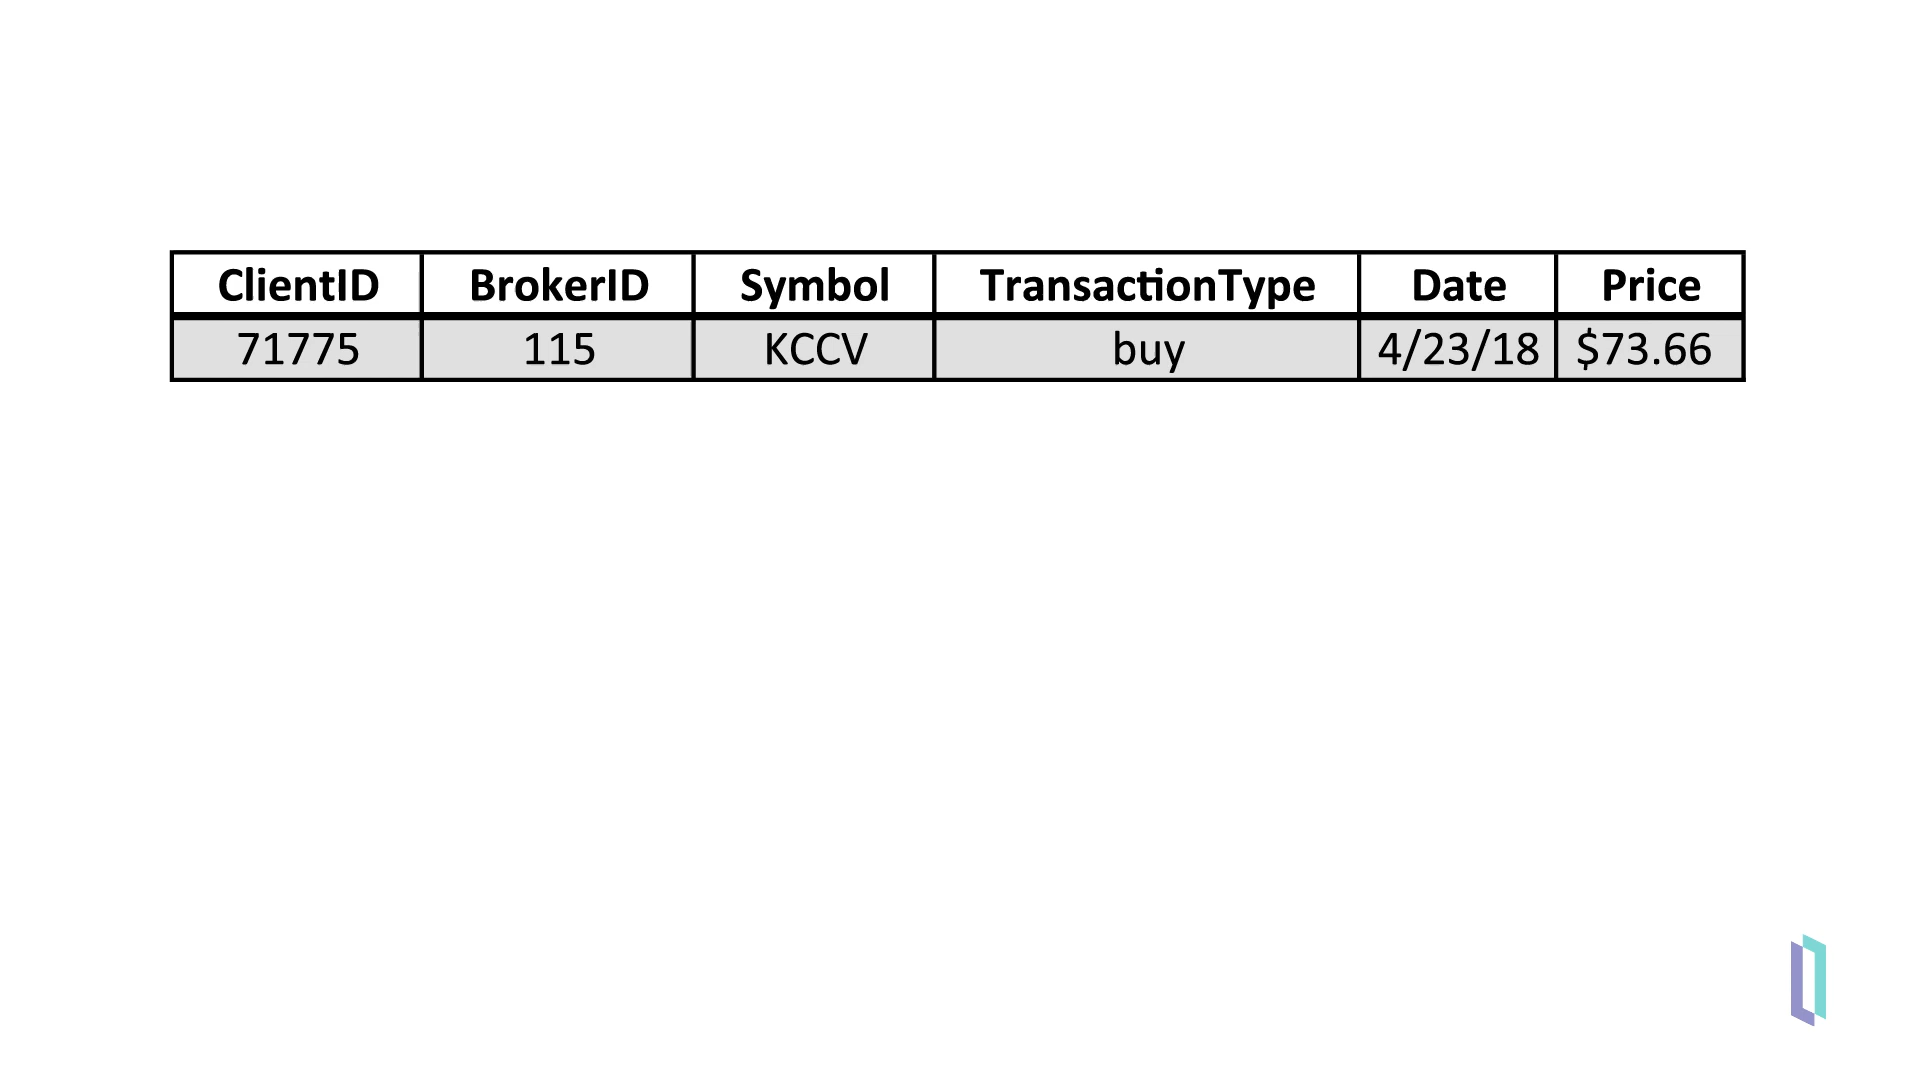 ClientID BrokerID Symbol TransactionType Date Price
71775 115 KCCV buy 4/23/18 $73.66